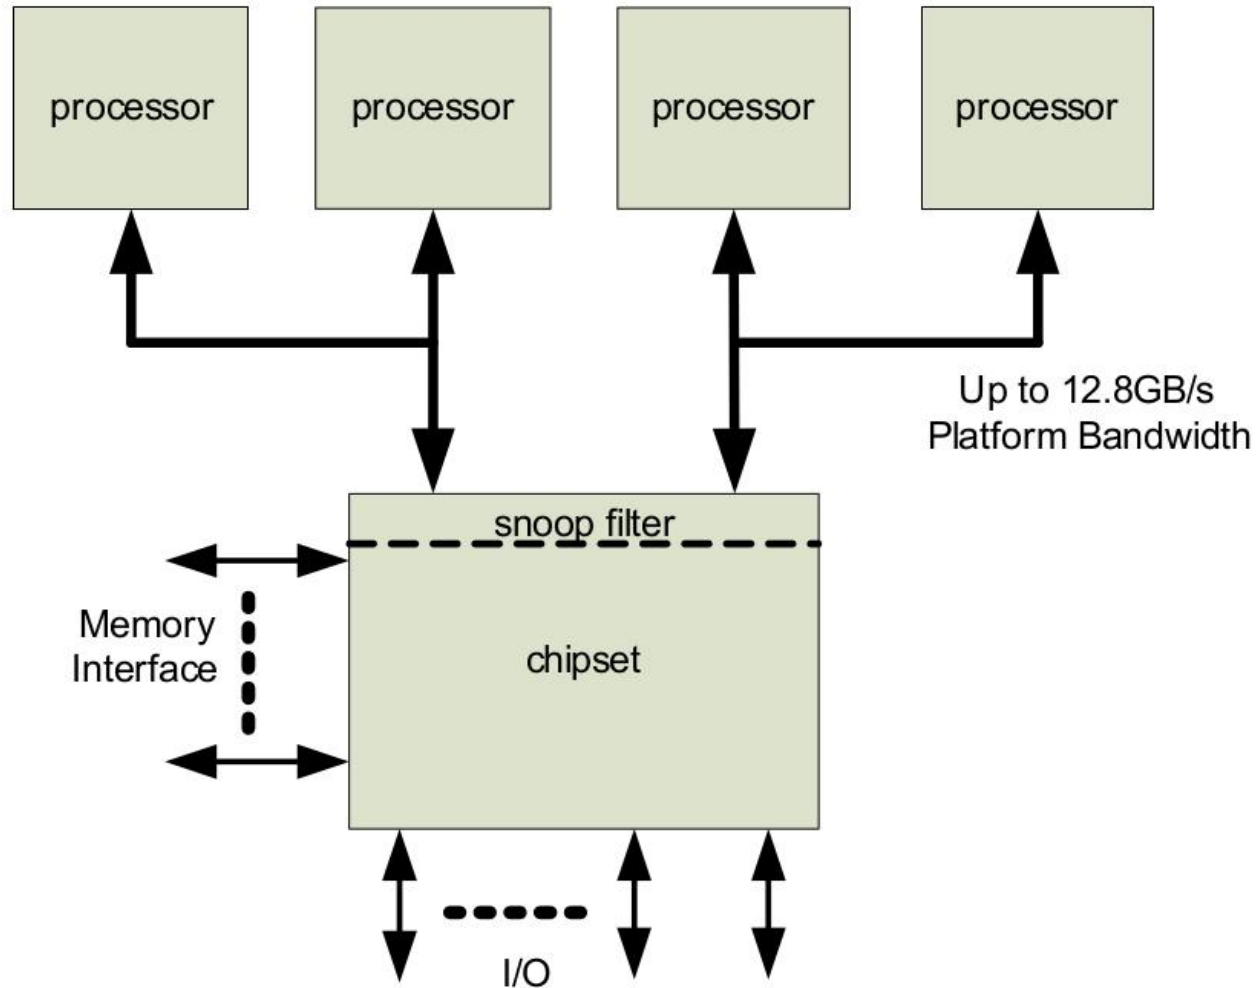 processor
processor
processor
processor
Up to 12.8GB/s
Platform Bandwidth
snoop filter
Memory
Interface
chipset
I/O